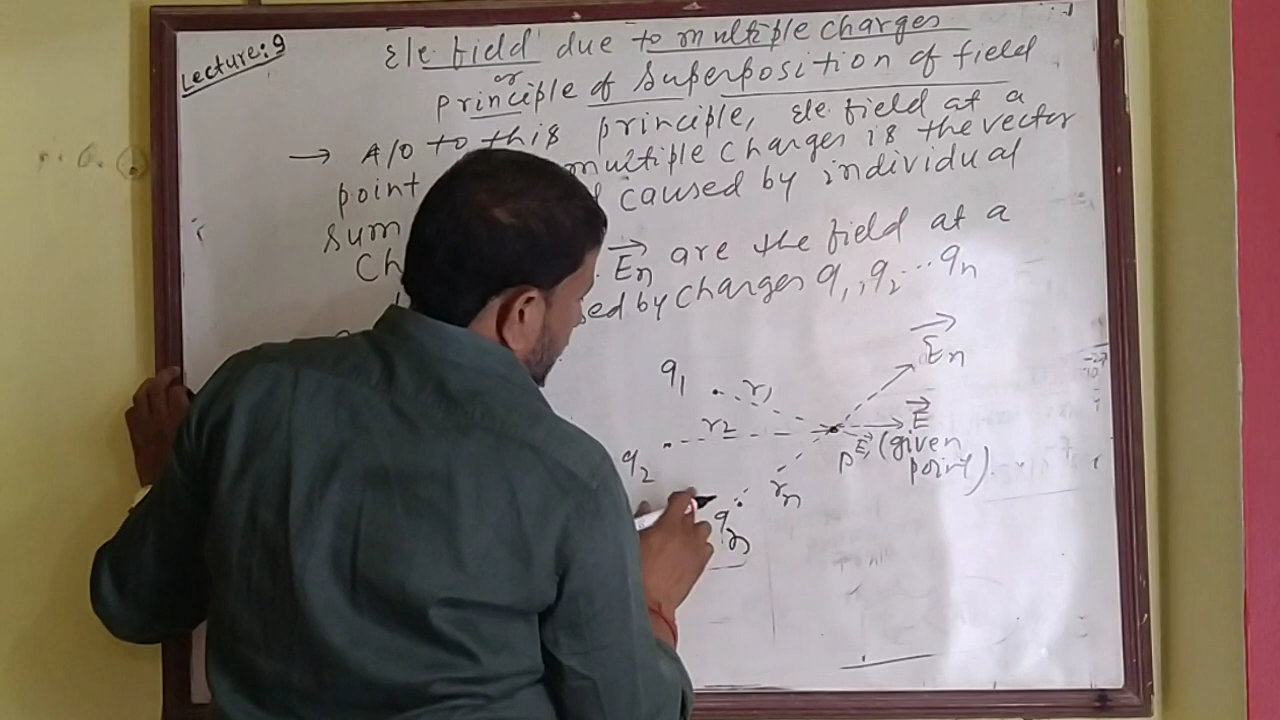 Lecture:9
Ele. field due to multiple charges
or
principle of superposition of field
→ A/O to this principle, ele. field at a
point multiple charges is the vector
sum caused by individual
Ch
En are the field at a
sed by charges q1, q2 ... qn
En
q1 r1
r2 E
P E1 (given
q2 point).
rn
qn